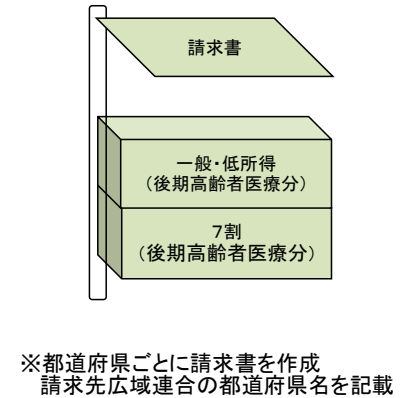 請求書
一般・低所得
（後期高齢者医療分）
７割
（後期高齢者医療分）
※都道府県ごとに請求書を作成
請求先広域連合の都道府県名を記載